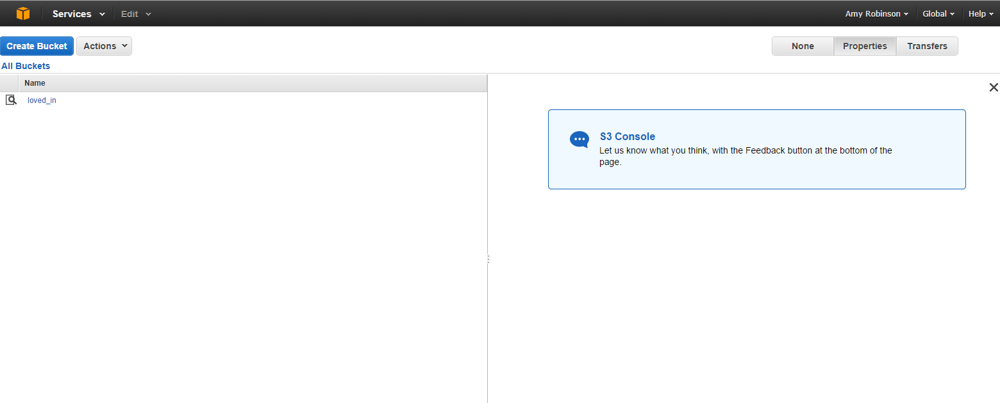 Services Edit Amy Robinson Global Help
Create Bucket Actions None Properties Transfers
All Buckets
Name
loved_in
S3 Console
Let us know what you think, with the Feedback button at the bottom of the
page.